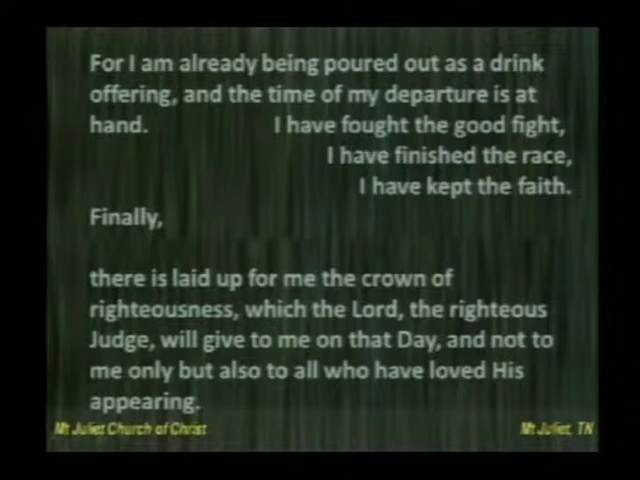 For I am already being poured out as a drink
offering, and the time of my departure is at
hand. I have fought the good fight,
I have finished the race,
I have kept the faith.
Finally,
there is laid up for me the crown of
righteousness, which the Lord, the righteous
Judge, will give to me on that Day, and not to
me only but also to all who have loved His
appearing.
Mt Juliet Church of Christ
Mt Juliet, TN